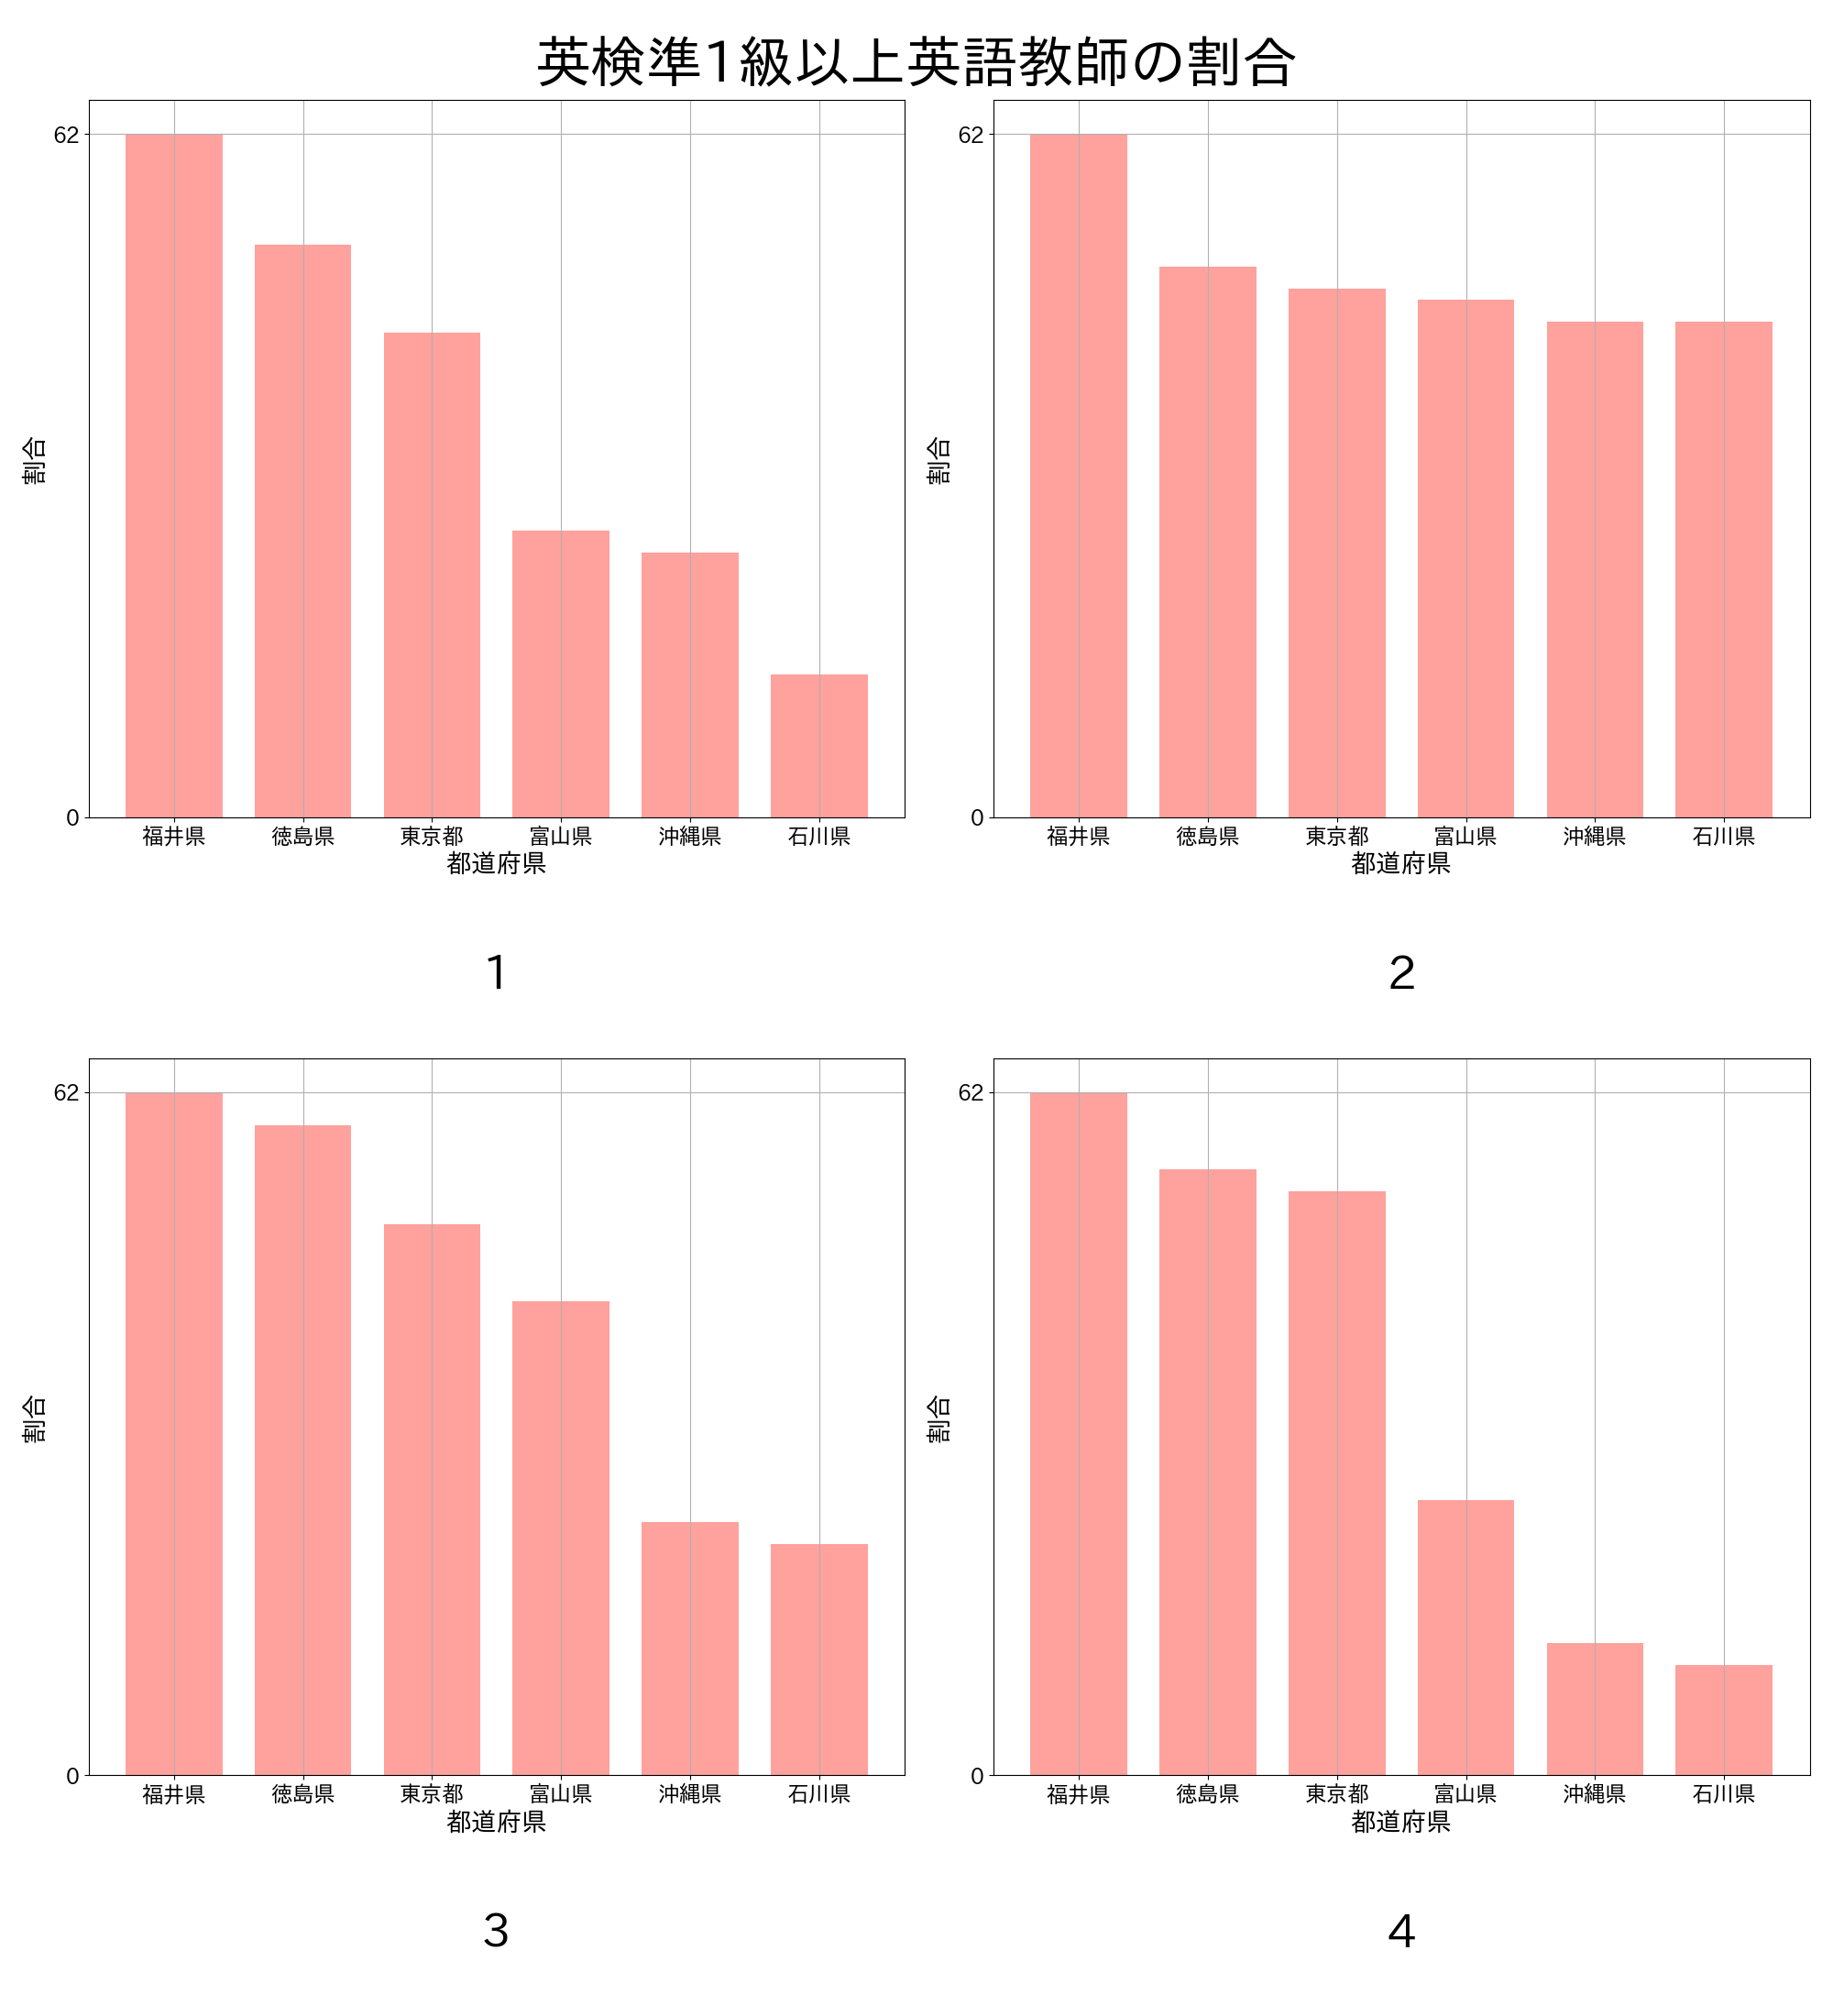 英検準1級以上英語教師の割合
62
0
割合
福井県 徳島県 東京都 富山県 沖縄県 石川県
都道府県
1
62
0
割合
福井県 徳島県 東京都 富山県 沖縄県 石川県
都道府県
2
62
0
割合
福井県 徳島県 東京都 富山県 沖縄県 石川県
都道府県
3
62
0
割合
福井県 徳島県 東京都 富山県 沖縄県 石川県
都道府県
4